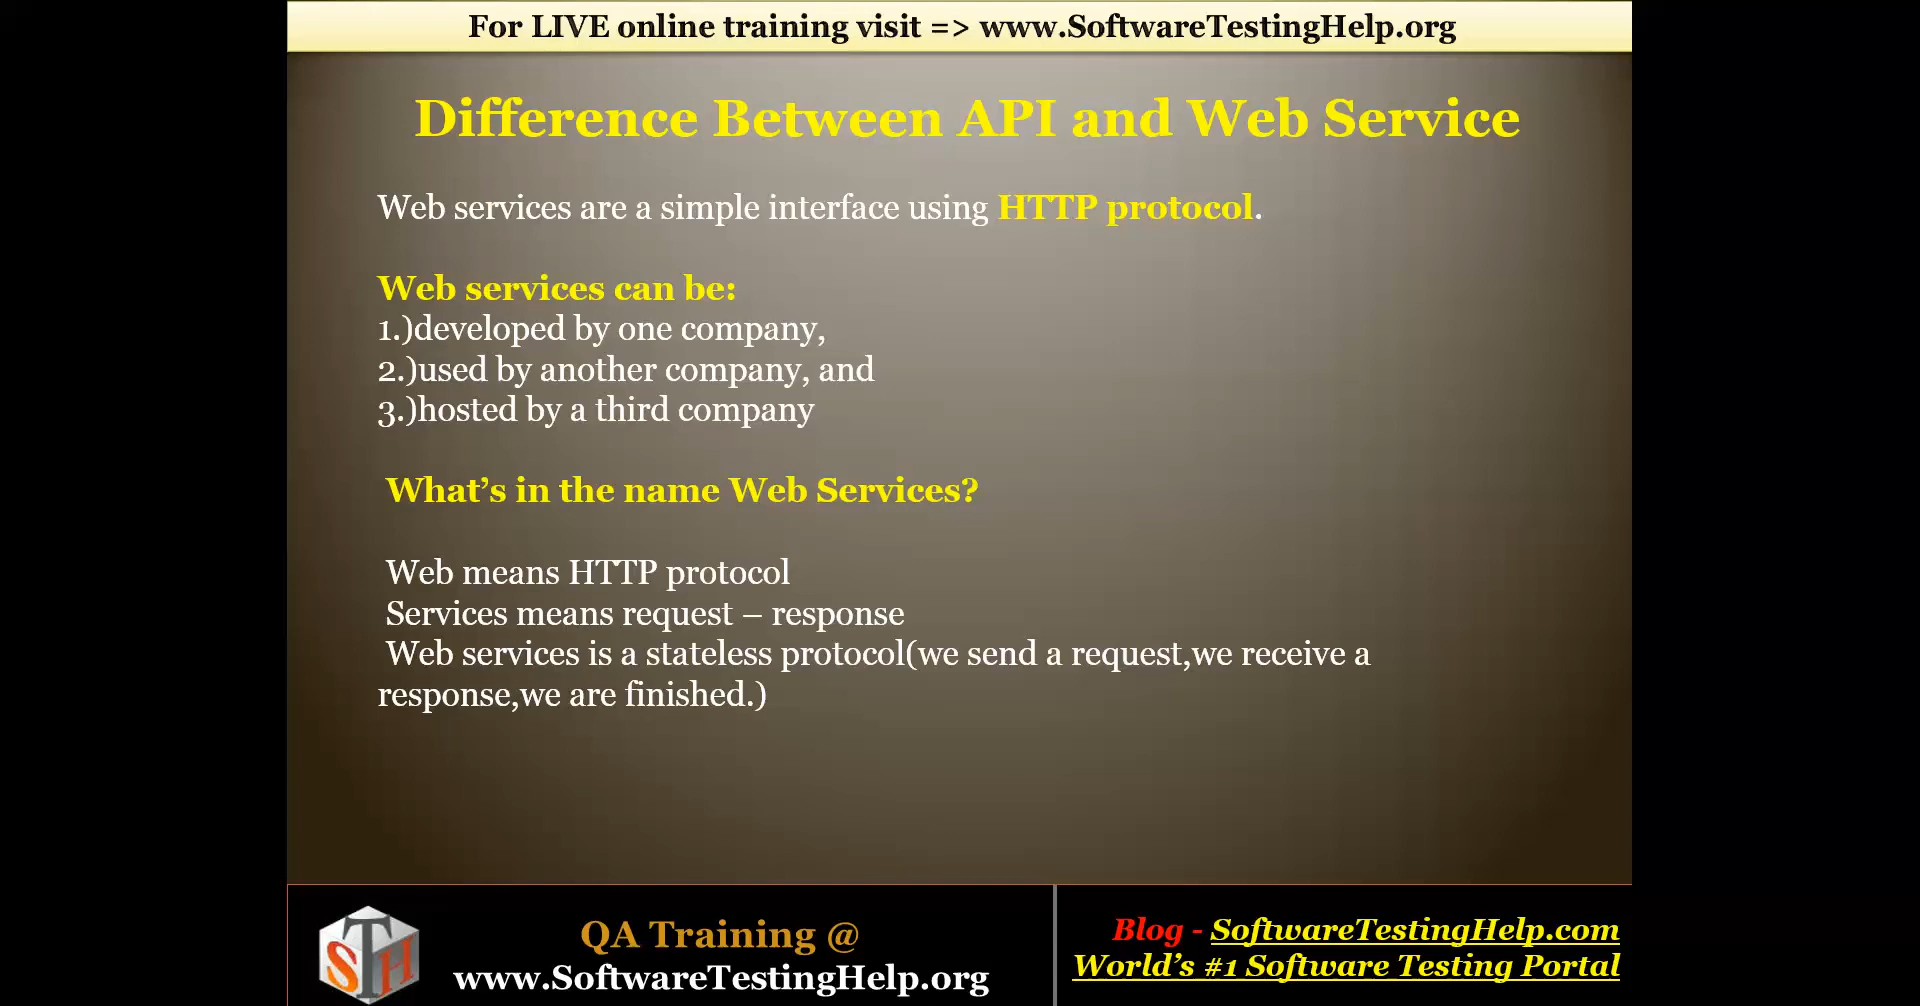 For LIVE online training visit => www.SoftwareTestingHelp.org
Difference Between API and Web Service
Web services are a simple interface using HTTP protocol.
Web services can be:
1.)developed by one company,
2.)used by another company, and
3.)hosted by a third company
What’s in the name Web Services?
Web means HTTP protocol
Services means request – response
Web services is a stateless protocol(we send a request,we receive a
response,we are finished.)
STH
QA Training @
www.SoftwareTestingHelp.org
Blog - SoftwareTestingHelp.com
World’s #1 Software Testing Portal